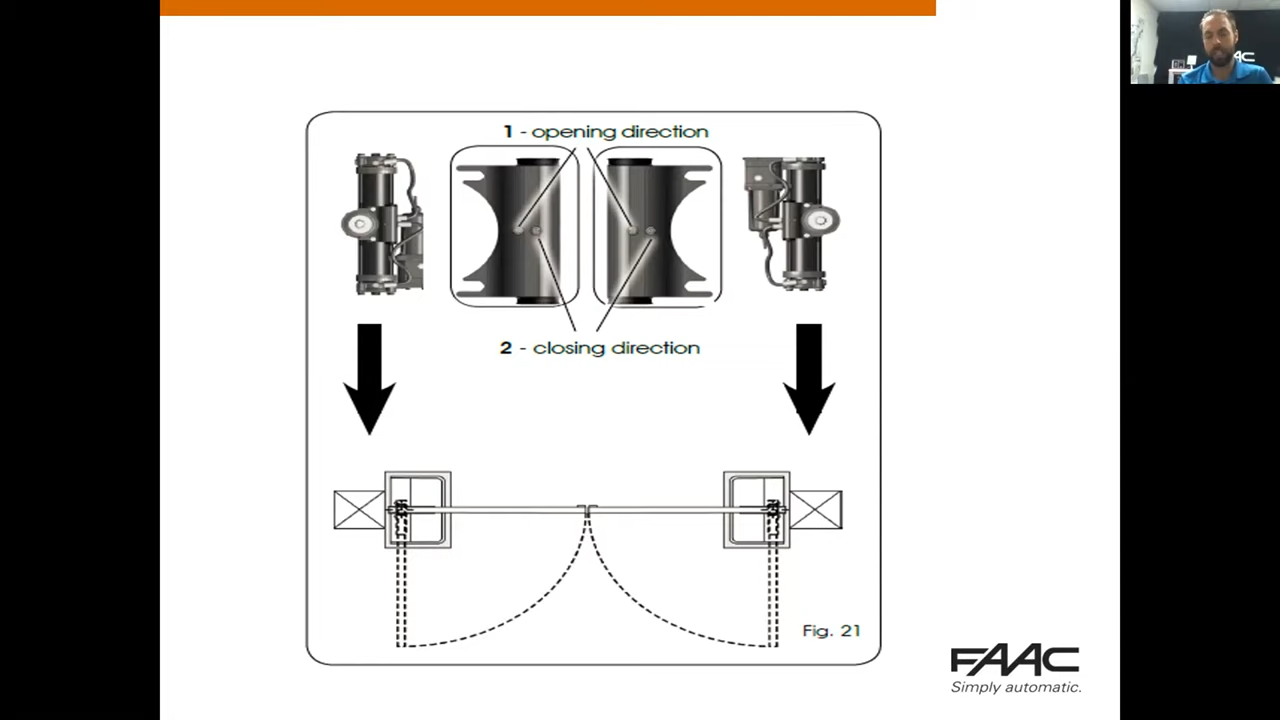 1 - opening direction
2 - closing direction
Fig. 21
FAAC
Simply automatic.